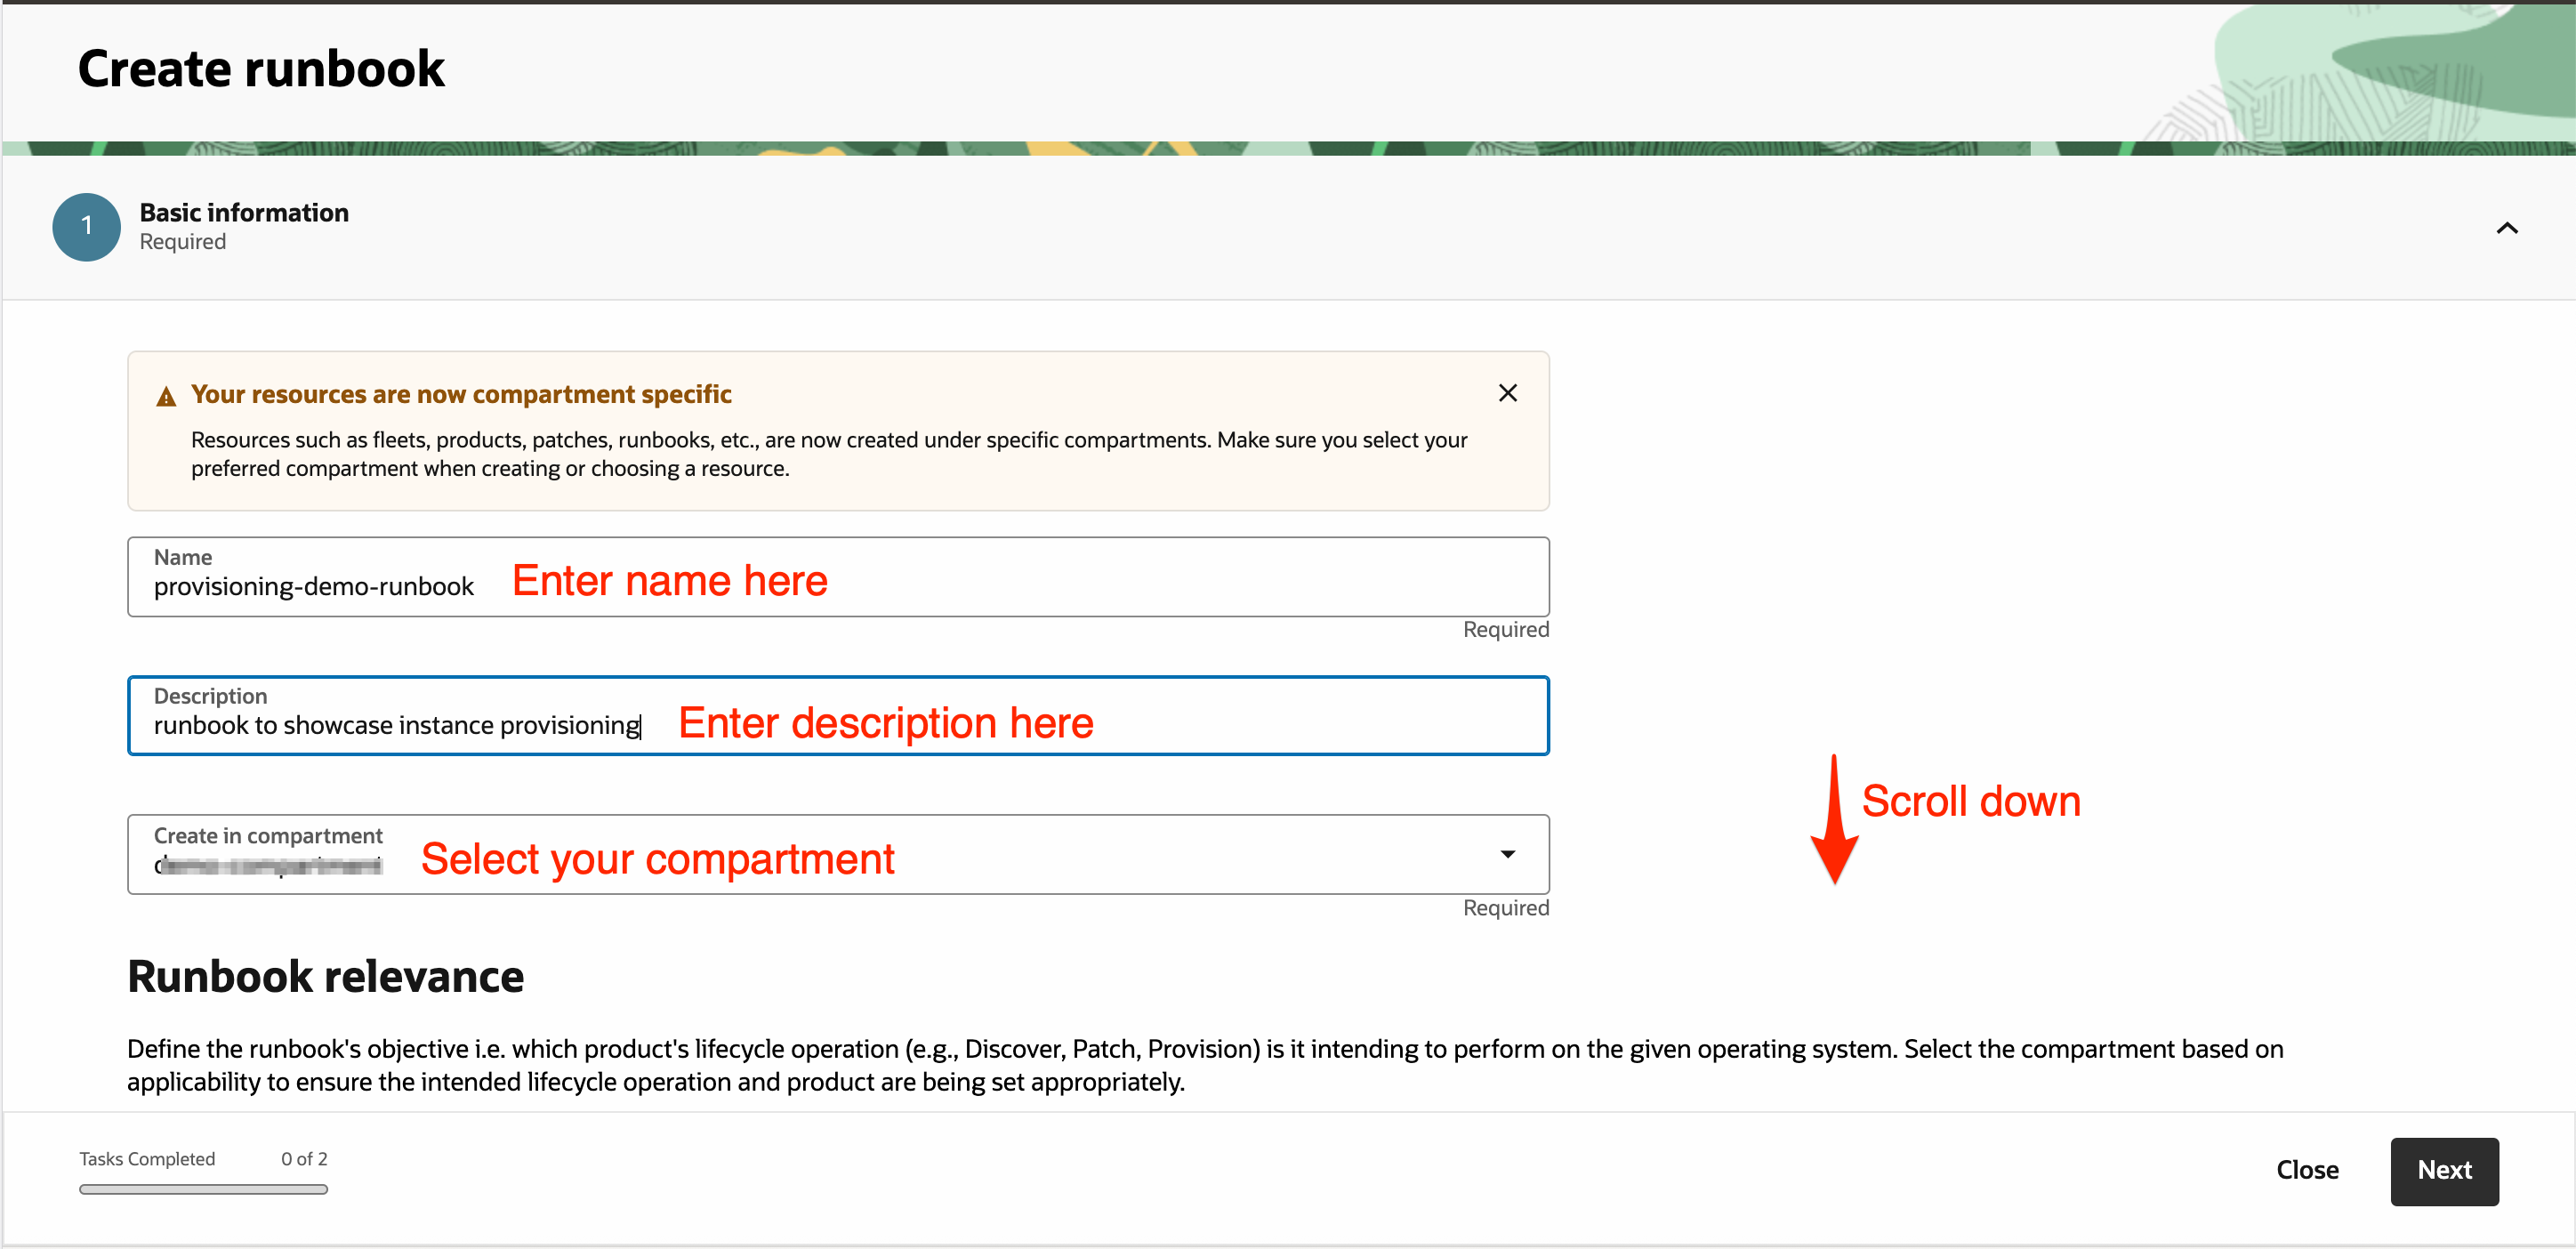 Create runbook
1
Basic information
Required
Your resources are now compartment specific
Resources such as fleets, products, patches, runbooks, etc., are now created under specific compartments. Make sure you select your
preferred compartment when creating or choosing a resource.
Name
provisioning-demo-runbook
Enter name here
Required
Description
runbook to showcase instance provisioning
Enter description here
Scroll down
Create in compartment
Select your compartment
Required
Runbook relevance
Define the runbook's objective i.e. which product's lifecycle operation (e.g., Discover, Patch, Provision) is it intending to perform on the given operating system. Select the compartment based on
applicability to ensure the intended lifecycle operation and product are being set appropriately.
Tasks Completed 0 of 2
Close
Next